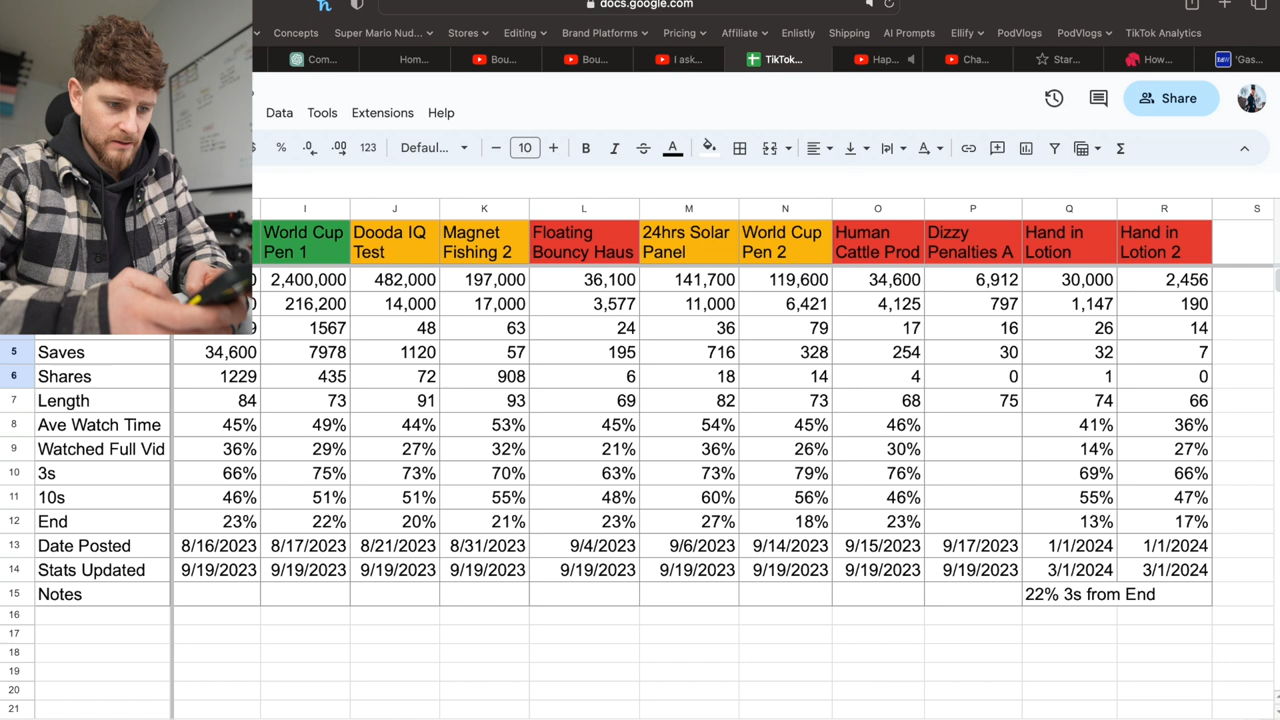 docs.google.com
Concepts Super Mario Nud... Stores Editing Brand Platforms Pricing Affiliate Enlistly Shipping AI Prompts Ellify PodVlogs PodVlogs TikTok Analytics
Com... Hom... Bou... Bou... I ask... TikTok... Hap... Cha... Star... How... 'Gas...
Data Tools Extensions Help Share
% .0 .00 123 Defaul... 10 B I A
I J K L M N O P Q R S
World Cup Pen 1 Dooda IQ Test Magnet Fishing 2 Floating Bouncy Haus 24hrs Solar Panel World Cup Pen 2 Human Cattle Prod Dizzy Penalties A Hand in Lotion Hand in Lotion 2
2,400,000 482,000 197,000 36,100 141,700 119,600 34,600 6,912 30,000 2,456
216,200 14,000 17,000 3,577 11,000 6,421 4,125 797 1,147 190
1567 48 63 24 36 79 17 16 26 14
5 Saves 34,600 7978 1120 57 195 716 328 254 30 32 7
6 Shares 1229 435 72 908 6 18 14 4 0 1 0
7 Length 84 73 91 93 69 82 73 68 75 74 66
8 Ave Watch Time 45% 49% 44% 53% 45% 54% 45% 46% 41% 36%
9 Watched Full Vid 36% 29% 27% 32% 21% 36% 26% 30% 14% 27%
10 3s 66% 75% 73% 70% 63% 73% 79% 76% 69% 66%
11 10s 46% 51% 51% 55% 48% 60% 56% 46% 55% 47%
12 End 23% 22% 20% 21% 23% 27% 18% 23% 13% 17%
13 Date Posted 8/16/2023 8/17/2023 8/21/2023 8/31/2023 9/4/2023 9/6/2023 9/14/2023 9/15/2023 9/17/2023 1/1/2024 1/1/2024
14 Stats Updated 9/19/2023 9/19/2023 9/19/2023 9/19/2023 9/19/2023 9/19/2023 9/19/2023 9/19/2023 9/19/2023 3/1/2024 3/1/2024
15 Notes 22% 3s from End
16
17
18
19
20
21